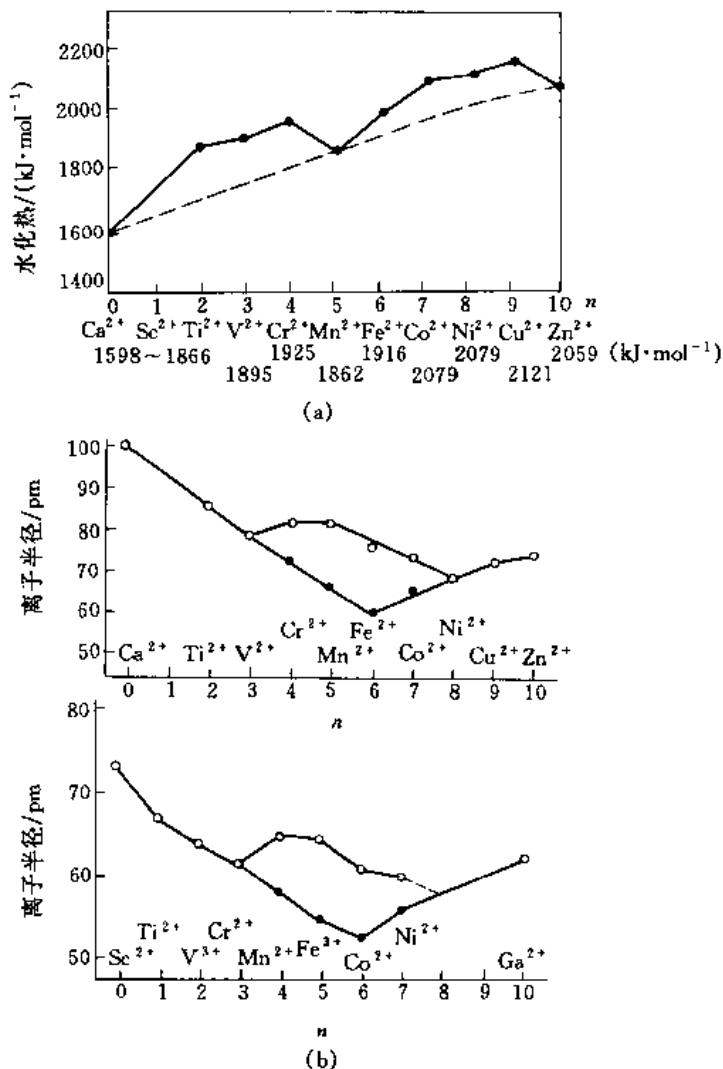 水化热/(kJ·mol⁻¹)
2200
2000
1800
1600
1400
0 1 2 3 4 5 6 7 8 9 10 n
Ca²⁺ Sc²⁺ Ti²⁺ V²⁺ Cr²⁺ Mn²⁺ Fe²⁺ Co²⁺ Ni²⁺ Cu²⁺ Zn²⁺
1598~1866 1925 1916 2079 2059 (kJ·mol⁻¹)
1895 1862 2079 2121
(a)
离子半径/pm
100
90
80
70
60
50
Cr²⁺ Fe²⁺ Ni²⁺
Ca²⁺ Ti²⁺ V²⁺ Mn²⁺ Co²⁺ Cu²⁺ Zn²⁺
0 1 2 3 4 5 6 7 8 9 10
n
离子半径/pm
80
70
60
50
Ti²⁺ Cr²⁺ Fe³⁺ Ni²⁺
Sc²⁺ V³⁺ Mn²⁺ Co²⁺ Ga²⁺
0 1 2 3 4 5 6 7 8 9 10
n
(b)